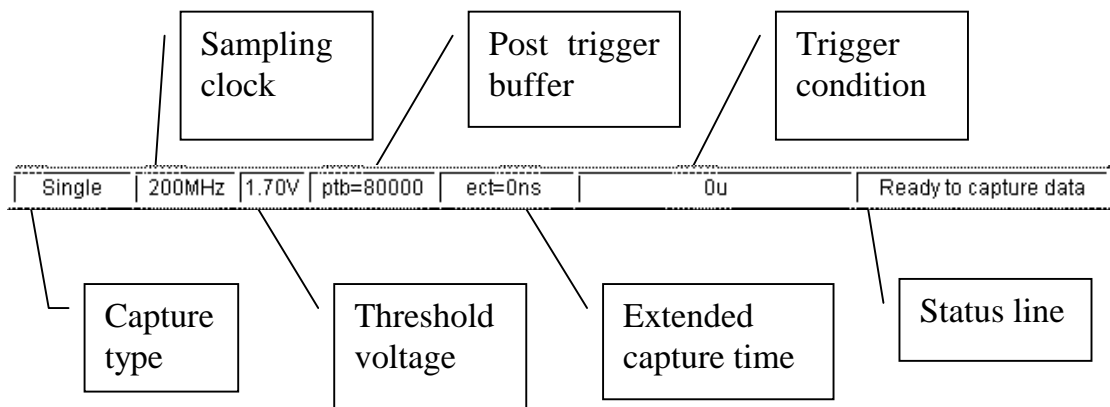 Sampling
clock
Post trigger
buffer
Trigger
condition
Single 200MHz 1.70V ptb=80000 ect=0ns 0u Ready to capture data
Capture
type
Threshold
voltage
Extended
capture time
Status line